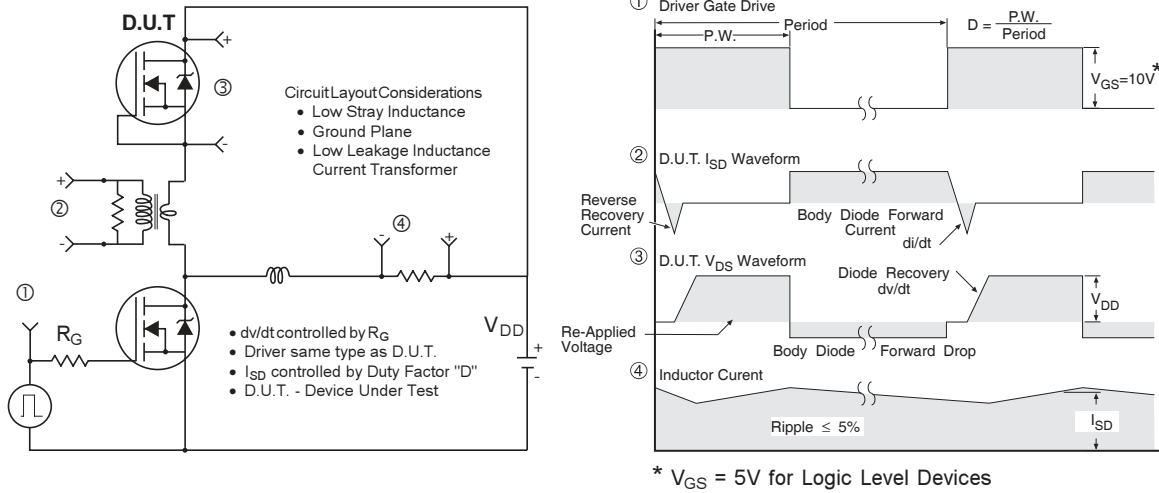 D.U.T
+
③
-
Circuit Layout Considerations
• Low Stray Inductance
• Ground Plane
• Low Leakage Inductance
Current Transformer
+
②
-
④
-
+
①
R_G
V_DD
+
-
• dv/dt controlled by R_G
• Driver same type as D.U.T.
• I_SD controlled by Duty Factor "D"
• D.U.T. - Device Under Test
① Driver Gate Drive
P.W.
Period
D = P.W. / Period
V_GS=10V *
② D.U.T. I_SD Waveform
Reverse
Recovery
Current
Body Diode Forward
Current
di/dt
③ D.U.T. V_DS Waveform
Diode Recovery
dv/dt
V_DD
Re-Applied
Voltage
Body Diode Forward Drop
④ Inductor Curent
Ripple ≤ 5%
I_SD
* V_GS = 5V for Logic Level Devices